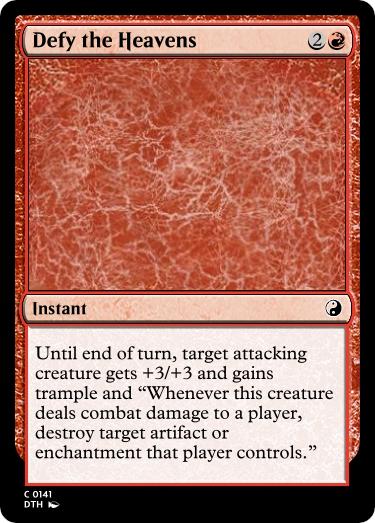 Defy the Heavens 2
Instant
Until end of turn, target attacking
creature gets +3/+3 and gains
trample and “Whenever this creature
deals combat damage to a player,
destroy target artifact or
enchantment that player controls.”
C 0141
DTH